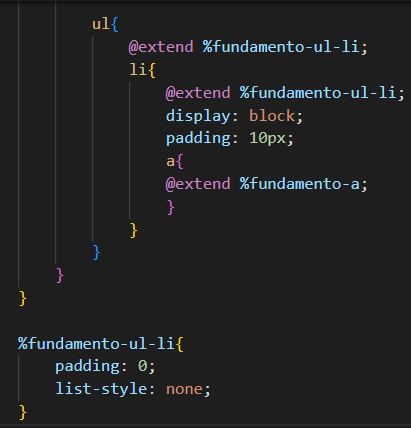 ul{
@extend %fundamento-ul-li;
li{
@extend %fundamento-ul-li;
display: block;
padding: 10px;
a{
@extend %fundamento-a;
}
}
}
}
}
%fundamento-ul-li{
padding: 0;
list-style: none;
}